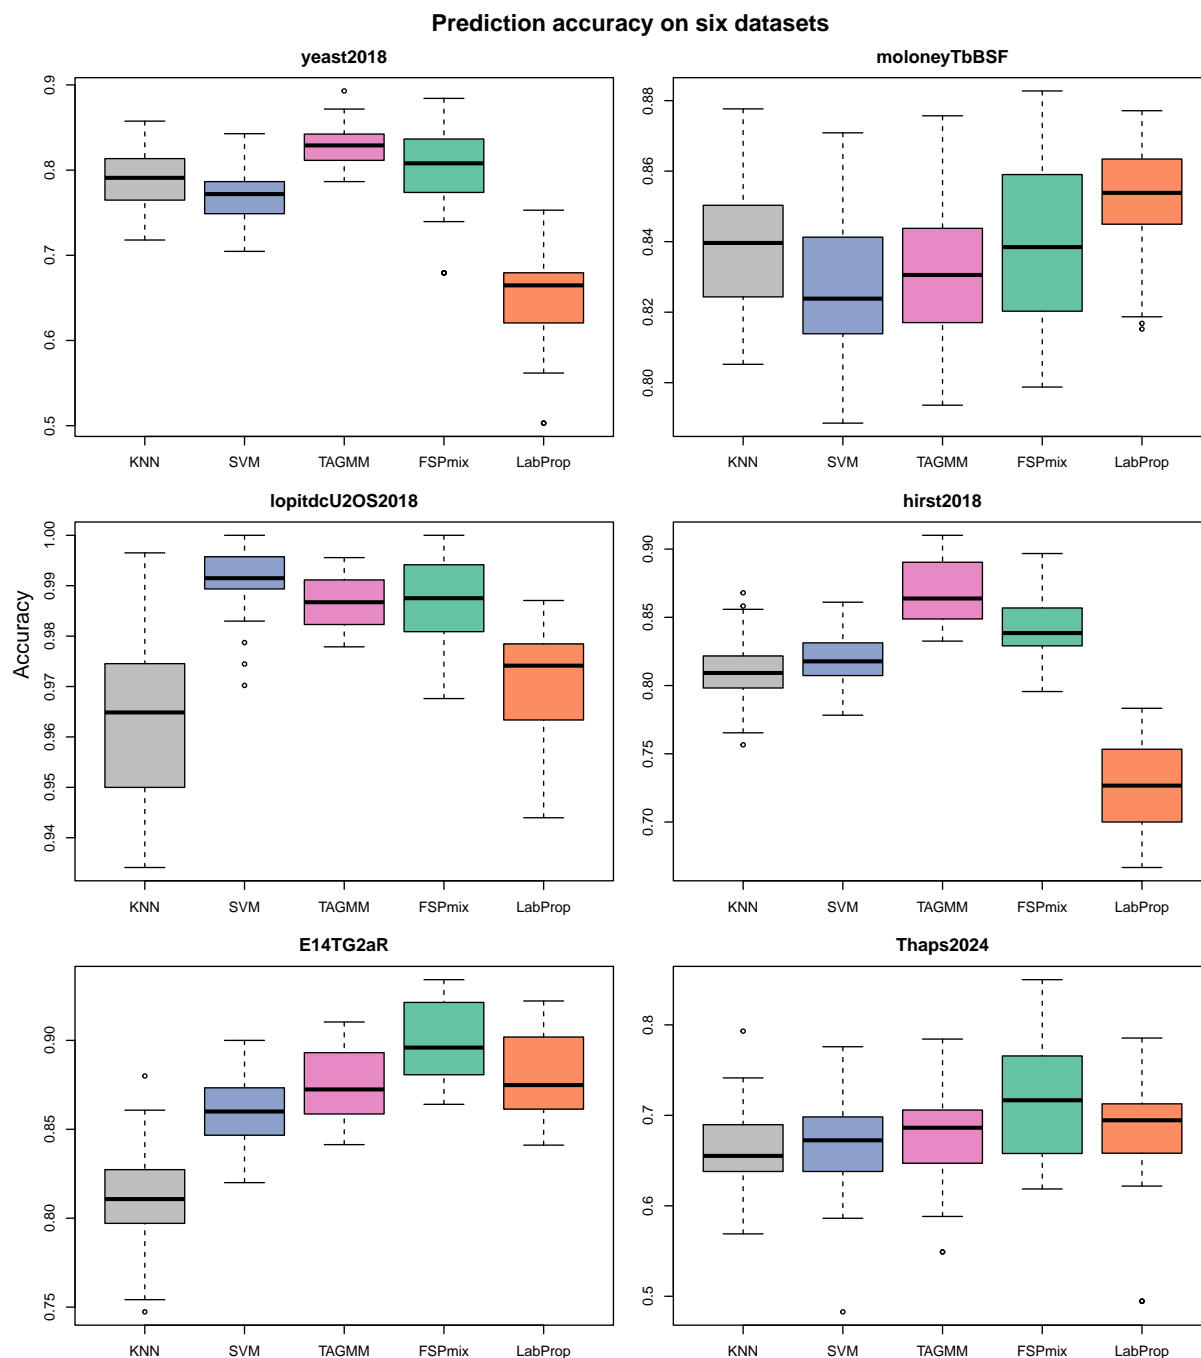 Prediction accuracy on six datasets
yeast2018
0.9
0.8
0.7
0.6
0.5
KNN SVM TAGMM FSPmix LabProp
moloneyTbBSF
0.88
0.86
0.84
0.82
0.80
KNN SVM TAGMM FSPmix LabProp
Accuracy
lopitdcU2OS2018
1.00
0.99
0.98
0.97
0.96
0.95
0.94
KNN SVM TAGMM FSPmix LabProp
hirst2018
0.90
0.85
0.80
0.75
0.70
KNN SVM TAGMM FSPmix LabProp
E14TG2aR
0.90
0.85
0.80
0.75
KNN SVM TAGMM FSPmix LabProp
Thaps2024
0.8
0.7
0.6
0.5
KNN SVM TAGMM FSPmix LabProp